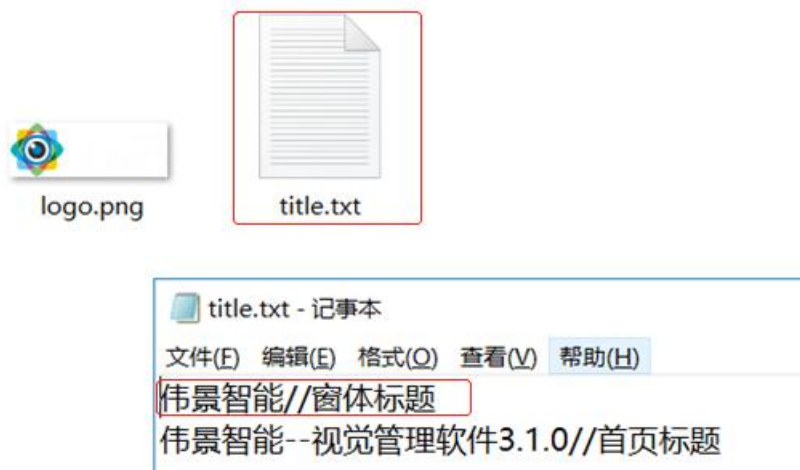 logo.png
title.txt
title.txt - 记事本
文件(F) 编辑(E) 格式(O) 查看(V) 帮助(H)
伟景智能//窗体标题
伟景智能--视觉管理软件3.1.0//首页标题